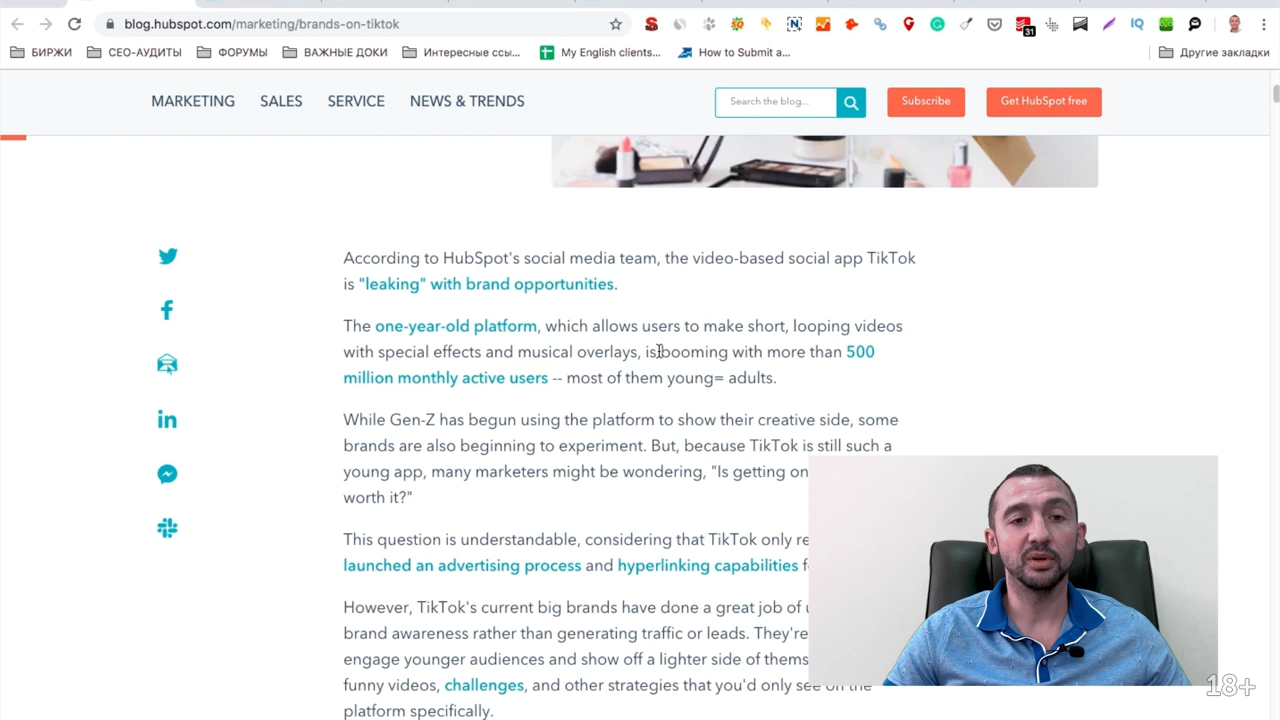 blog.hubspot.com/marketing/brands-on-tiktok
31
БИРЖИ
СЕО-АУДИТЫ
ФОРУМЫ
ВАЖНЫЕ ДОКИ
Интересные ссы...
My English clients...
How to Submit a...
Другие закладки
MARKETING
SALES
SERVICE
NEWS & TRENDS
Search the blog...
Subscribe
Get HubSpot free
According to HubSpot's social media team, the video-based social app TikTok
is "leaking" with brand opportunities.
The one-year-old platform, which allows users to make short, looping videos
with special effects and musical overlays, is booming with more than 500
million monthly active users -- most of them young= adults.
While Gen-Z has begun using the platform to show their creative side, some
brands are also beginning to experiment. But, because TikTok is still such a
young app, many marketers might be wondering, "Is getting on
worth it?"
This question is understandable, considering that TikTok only re
launched an advertising process and hyperlinking capabilities f
However, TikTok's current big brands have done a great job of u
brand awareness rather than generating traffic or leads. They're
engage younger audiences and show off a lighter side of thems
funny videos, challenges, and other strategies that you'd only see on the
platform specifically.
18+